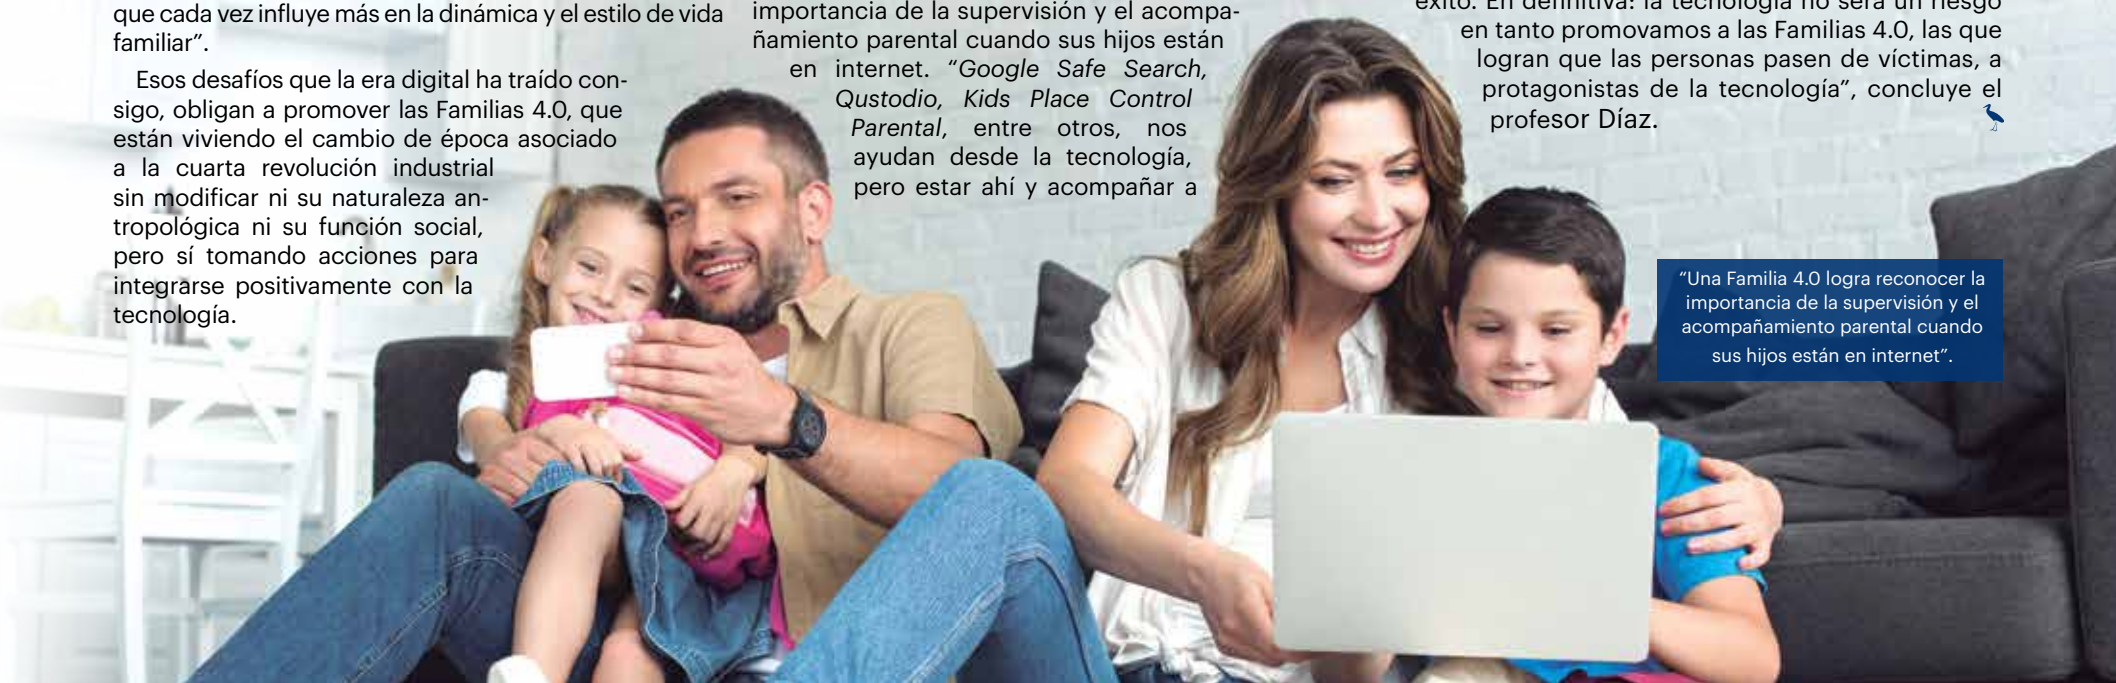 que cada vez influye más en la dinámica y el estilo de vida
familiar”.
Esos desafíos que la era digital ha traído con-
sigo, obligan a promover las Familias 4.0, que
están viviendo el cambio de época asociado
a la cuarta revolución industrial
sin modificar ni su naturaleza an-
tropológica ni su función social,
pero sí tomando acciones para
integrarse positivamente con la
tecnología.
importancia de la supervisión y el acompa-
ñamiento parental cuando sus hijos están
en internet. “Google Safe Search,
Qustodio, Kids Place Control
Parental, entre otros, nos
ayudan desde la tecnología,
pero estar ahí y acompañar a
éxito. En definitiva: la tecnología no será un riesgo
en tanto promovamos a las Familias 4.0, las que
logran que las personas pasen de víctimas, a
protagonistas de la tecnología”, concluye el
profesor Díaz.
“Una Familia 4.0 logra reconocer la
importancia de la supervisión y el
acompañamiento parental cuando
sus hijos están en internet”.